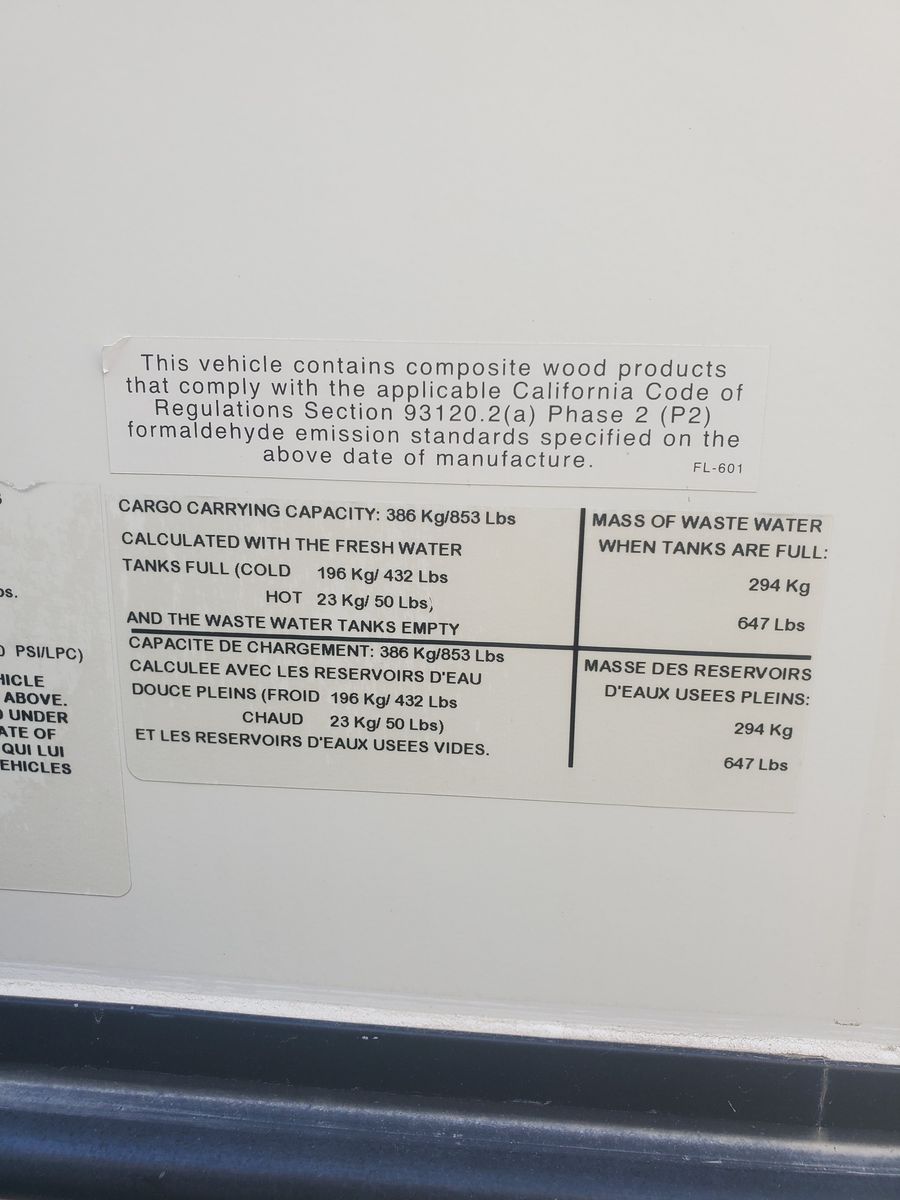 This vehicle contains composite wood products
that comply with the applicable California Code of
Regulations Section 93120.2(a) Phase 2 (P2)
formaldehyde emission standards specified on the
above date of manufacture.
FL-601
PSI/LPC)
ABOVE.
UNDER
OF
QUI LUI
CARGO CARRYING CAPACITY: 386 Kg/853 Lbs
CALCULATED WITH THE FRESH WATER
TANKS FULL (COLD 196 Kg/ 432 Lbs
HOT 23 Kg/ 50 Lbs)
AND THE WASTE WATER TANKS EMPTY
MASS OF WASTE WATER
WHEN TANKS ARE FULL:
294 Kg
647 Lbs
CAPACITE DE CHARGEMENT: 386 Kg/853 Lbs
CALCULEE AVEC LES RESERVOIRS D'EAU
DOUCE PLEINS (FROID 196 Kg/ 432 Lbs
CHAUD 23 Kg/ 50 Lbs)
ET LES RESERVOIRS D'EAUX USEES VIDES.
MASSE DES RESERVOIRS
D'EAUX USEES PLEINS:
294 Kg
647 Lbs